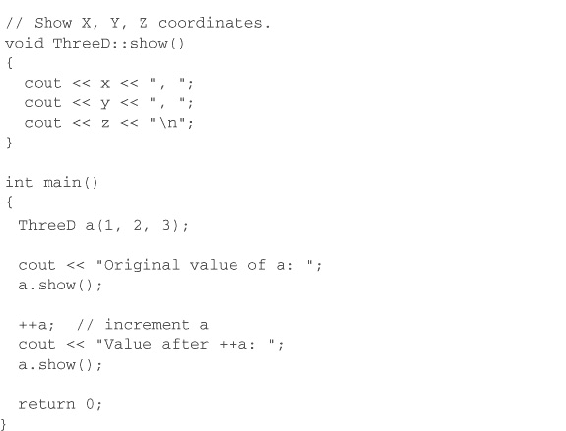 // Show X, Y, Z coordinates.
void ThreeD::show()
{
  cout << x << ", ";
  cout << y << ", ";
  cout << z << "\n";
}

int main()
{
  ThreeD a(1, 2, 3);

  cout << "Original value of a: ";
  a.show();

  ++a;  // increment a
  cout << "Value after ++a: ";
  a.show();

  return 0;
}